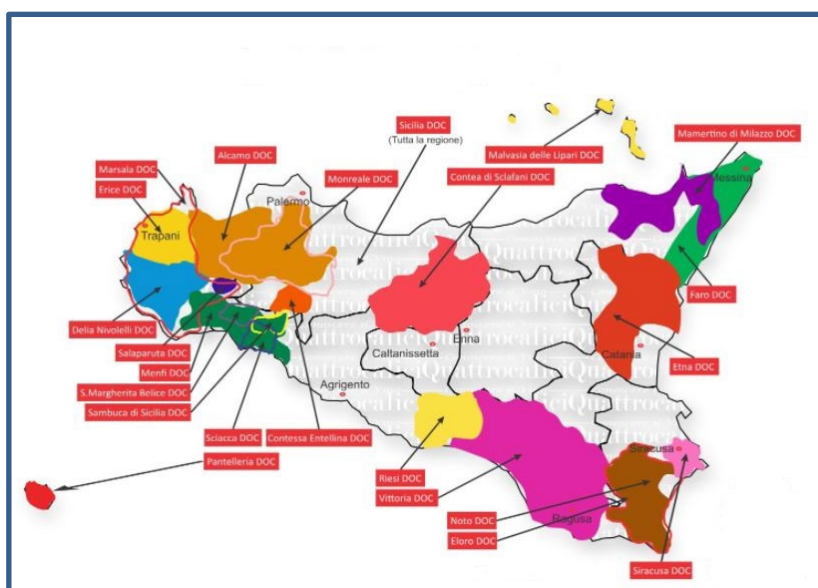 Sicilia DOC
(Tutta la regione)
Mamertino di Milazzo DOC
Alcamo DOC
Malvasia delle Lipari DOC
Marsala DOC
Erice DOC
Monreale DOC
Contea di Sclafani DOC
Messina
Palermo
Trapani
QuattrocaliciQuattrocalici
Faro DOC
Delia Nivolelli DOC
Salaparuta DOC
Menfi DOC
S.Margherita Belice DOC
Sambuca di Sicilia DOC
Enna
Caltanissetta
Catania
Etna DOC
Agrigento
Sciacca DOC
Contessa Entellina DOC
Pantelleria DOC
Riesi DOC
Vittoria DOC
Siracusa
Noto DOC
Eloro DOC
Ragusa
Siracusa DOC